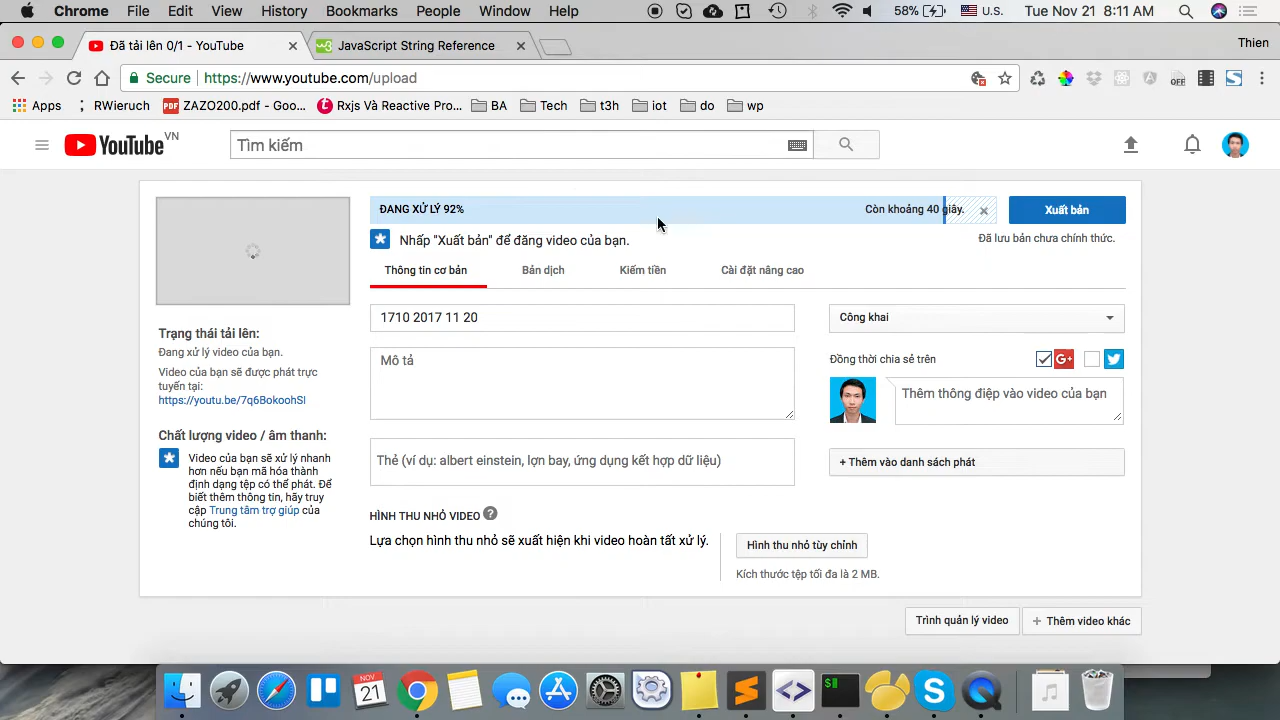 Chrome File Edit View History Bookmarks People Window Help 58% U.S. Tue Nov 21 8:11 AM
Đã tải lên 0/1 - YouTube JavaScript String Reference Thien
Secure https://www.youtube.com/upload
Apps RWieruch ZAZO200.pdf - Goo... Rxjs Và Reactive Pro... BA Tech t3h iot do wp
YouTube VN Tìm kiếm
ĐANG XỬ LÝ 92% Còn khoảng 40 giây. Xuất bản
Nhấp "Xuất bản" để đăng video của bạn. Đã lưu bản chưa chính thức.
Thông tin cơ bản Bản dịch Kiếm tiền Cài đặt nâng cao
1710 2017 11 20 Công khai
Trạng thái tải lên:
Đang xử lý video của bạn.
Video của bạn sẽ được phát trực
tuyến tại:
https://youtu.be/7q6BokoohSI
Mô tả
Đồng thời chia sẻ trên G+
Thêm thông điệp vào video của bạn
Chất lượng video / âm thanh:
Video của bạn sẽ xử lý nhanh
hơn nếu bạn mã hóa thành
định dạng tệp có thể phát. Để
biết thêm thông tin, hãy truy
cập Trung tâm trợ giúp của
chúng tôi.
Thẻ (ví dụ: albert einstein, lợn bay, ứng dụng kết hợp dữ liệu)
+ Thêm vào danh sách phát
HÌNH THU NHỎ VIDEO ?
Lựa chọn hình thu nhỏ sẽ xuất hiện khi video hoàn tất xử lý.
Hình thu nhỏ tùy chỉnh
Kích thước tệp tối đa là 2 MB.
Trình quản lý video + Thêm video khác
NOV
21